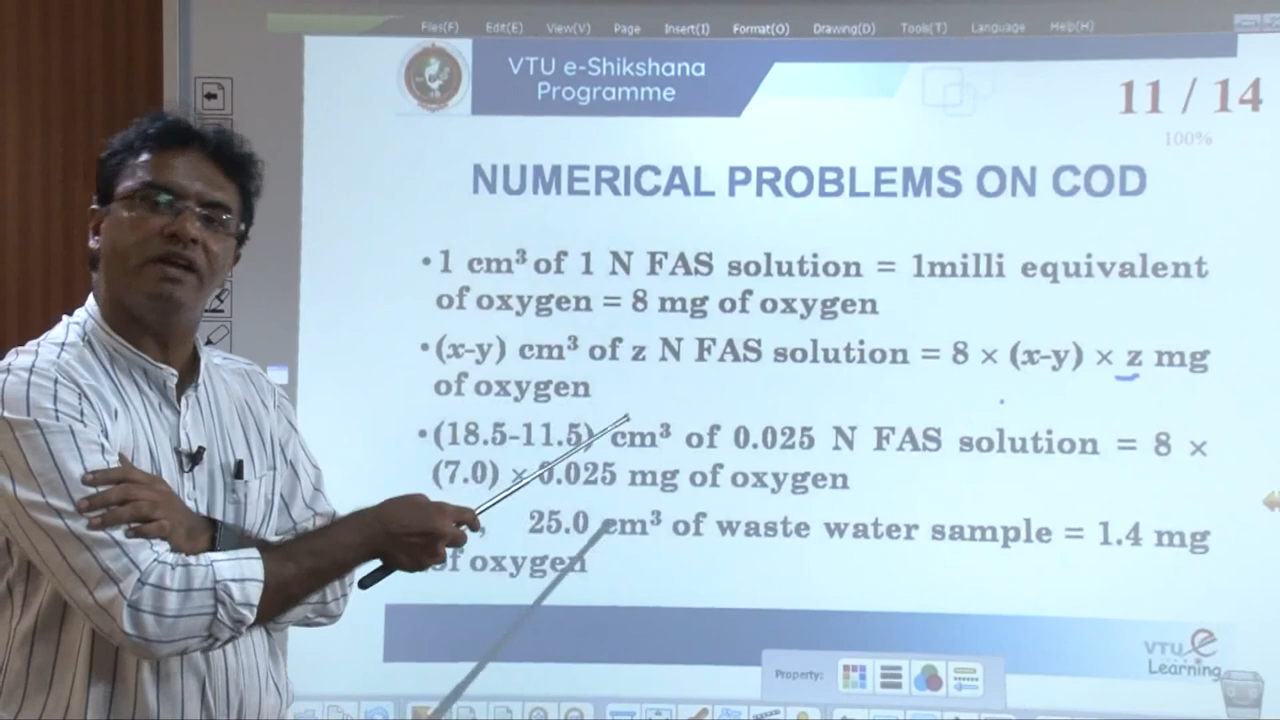 Files(F) Edit(E) View(V) Page Insert(I) Format(O) Drawing(D) Tools(T) Language Help(H)
VTU e-Shikshana
Programme
11 / 14
100%
NUMERICAL PROBLEMS ON COD
•1 cm³ of 1 N FAS solution = 1milli equivalent
of oxygen = 8 mg of oxygen
•(x-y) cm³ of z N FAS solution = 8 × (x-y) × z mg
of oxygen
•(18.5-11.5) cm³ of 0.025 N FAS solution = 8 ×
(7.0) × 0.025 mg of oxygen
25.0 cm³ of waste water sample = 1.4 mg
of oxygen
VTU e
Learning
Property: